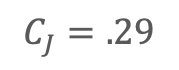 C_J = .29